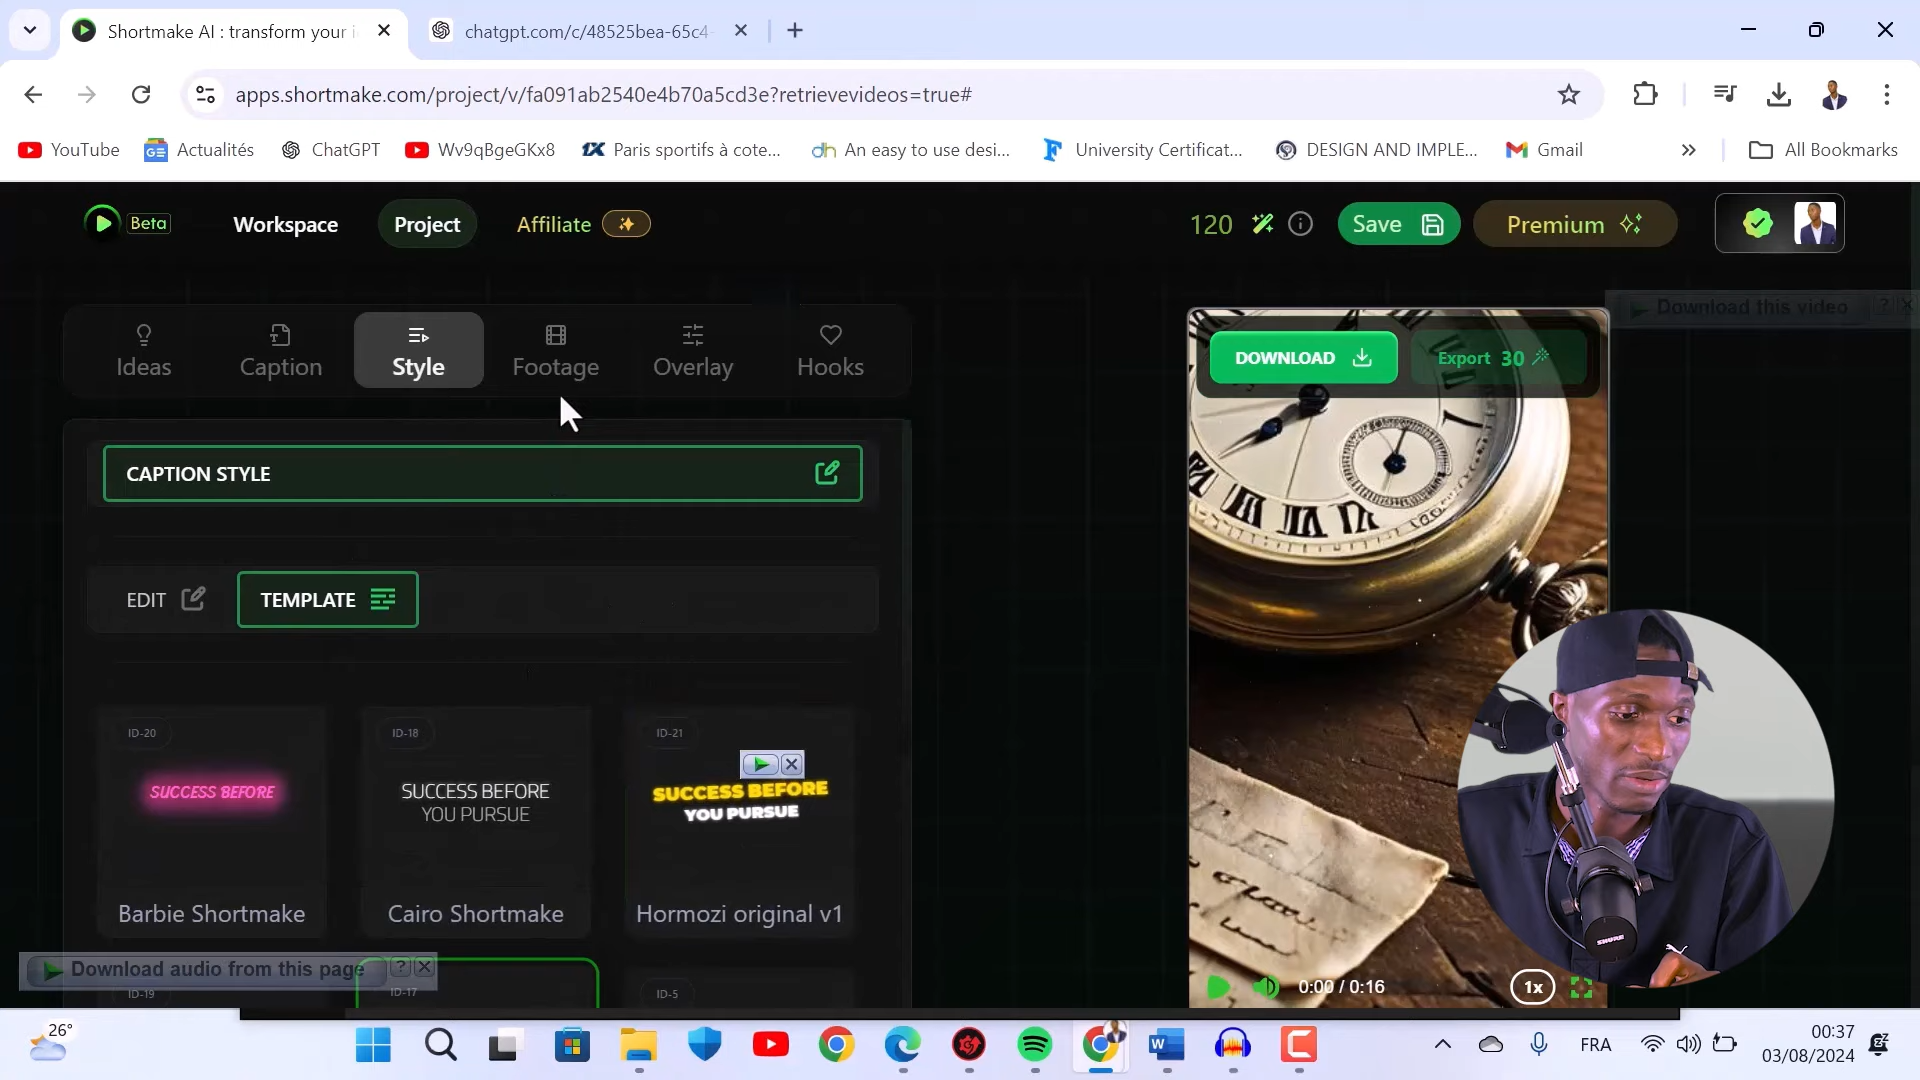 Shortmake AI : transform your i
chatgpt.com/c/48525bea-65c4-
apps.shortmake.com/project/v/fa091ab2540e4b70a5cd3e?retrievevideos=true#
YouTube
Actualités
ChatGPT
Wv9qBgeGKx8
Paris sportifs à cote...
An easy to use desi...
University Certificat...
DESIGN AND IMPLE...
Gmail
All Bookmarks
Beta
Workspace
Project
Affiliate
120
Save
Premium
Ideas
Caption
Style
Footage
Overlay
Hooks
Download this video ?
DOWNLOAD
Export 30
CAPTION STYLE
EDIT
TEMPLATE
ID-20
SUCCESS BEFORE
Barbie Shortmake
ID-18
SUCCESS BEFORE
YOU PURSUE
Cairo Shortmake
ID-21
SUCCESS BEFORE
YOU PURSUE
Hormozi original v1
Download audio from this page ?
ID-19
ID-17
ID-5
0:00 / 0:16
1x
SHURE
26°
FRA
00:37
03/08/2024